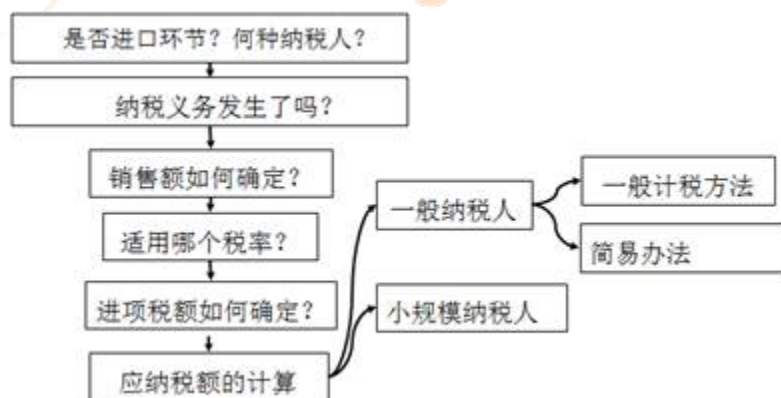 是否进口环节？何种纳税人？
纳税义务发生了吗？
销售额如何确定？
适用哪个税率？
进项税额如何确定？
应纳税额的计算
一般纳税人
小规模纳税人
一般计税方法
简易办法